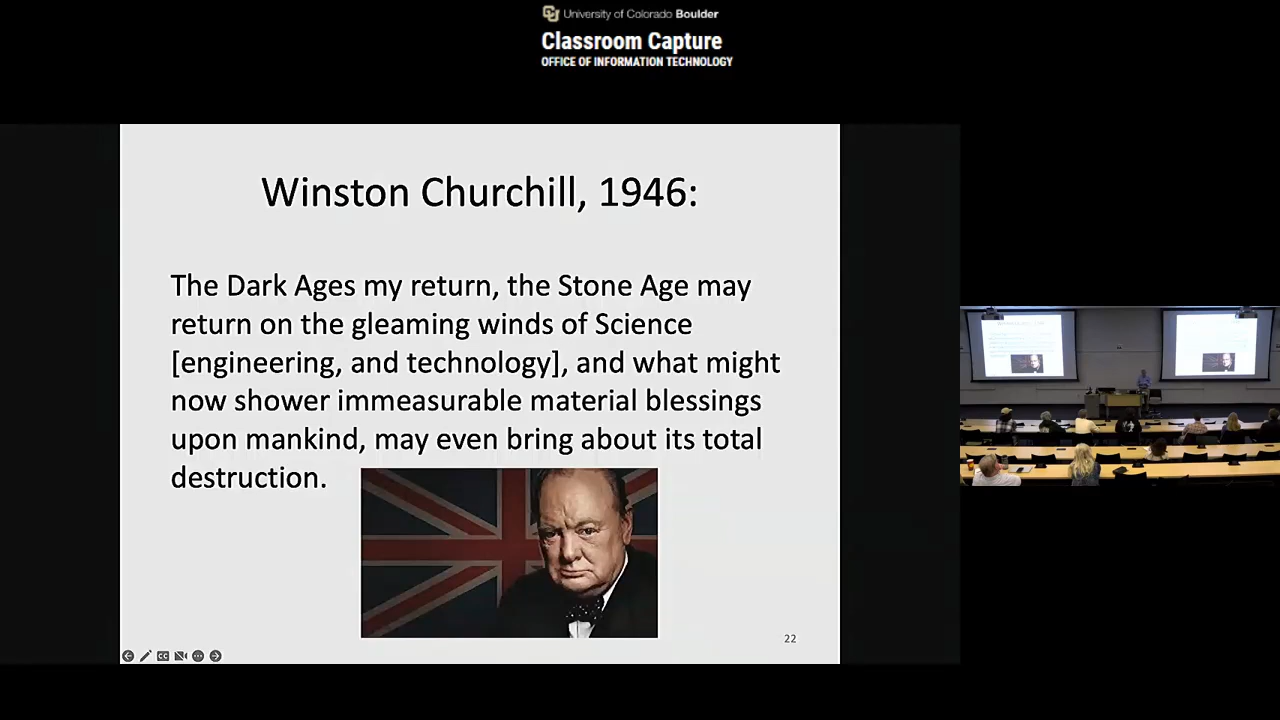 University of Colorado Boulder
Classroom Capture
OFFICE OF INFORMATION TECHNOLOGY
Winston Churchill, 1946:
The Dark Ages my return, the Stone Age may
return on the gleaming winds of Science
[engineering, and technology], and what might
now shower immeasurable material blessings
upon mankind, may even bring about its total
destruction.
22